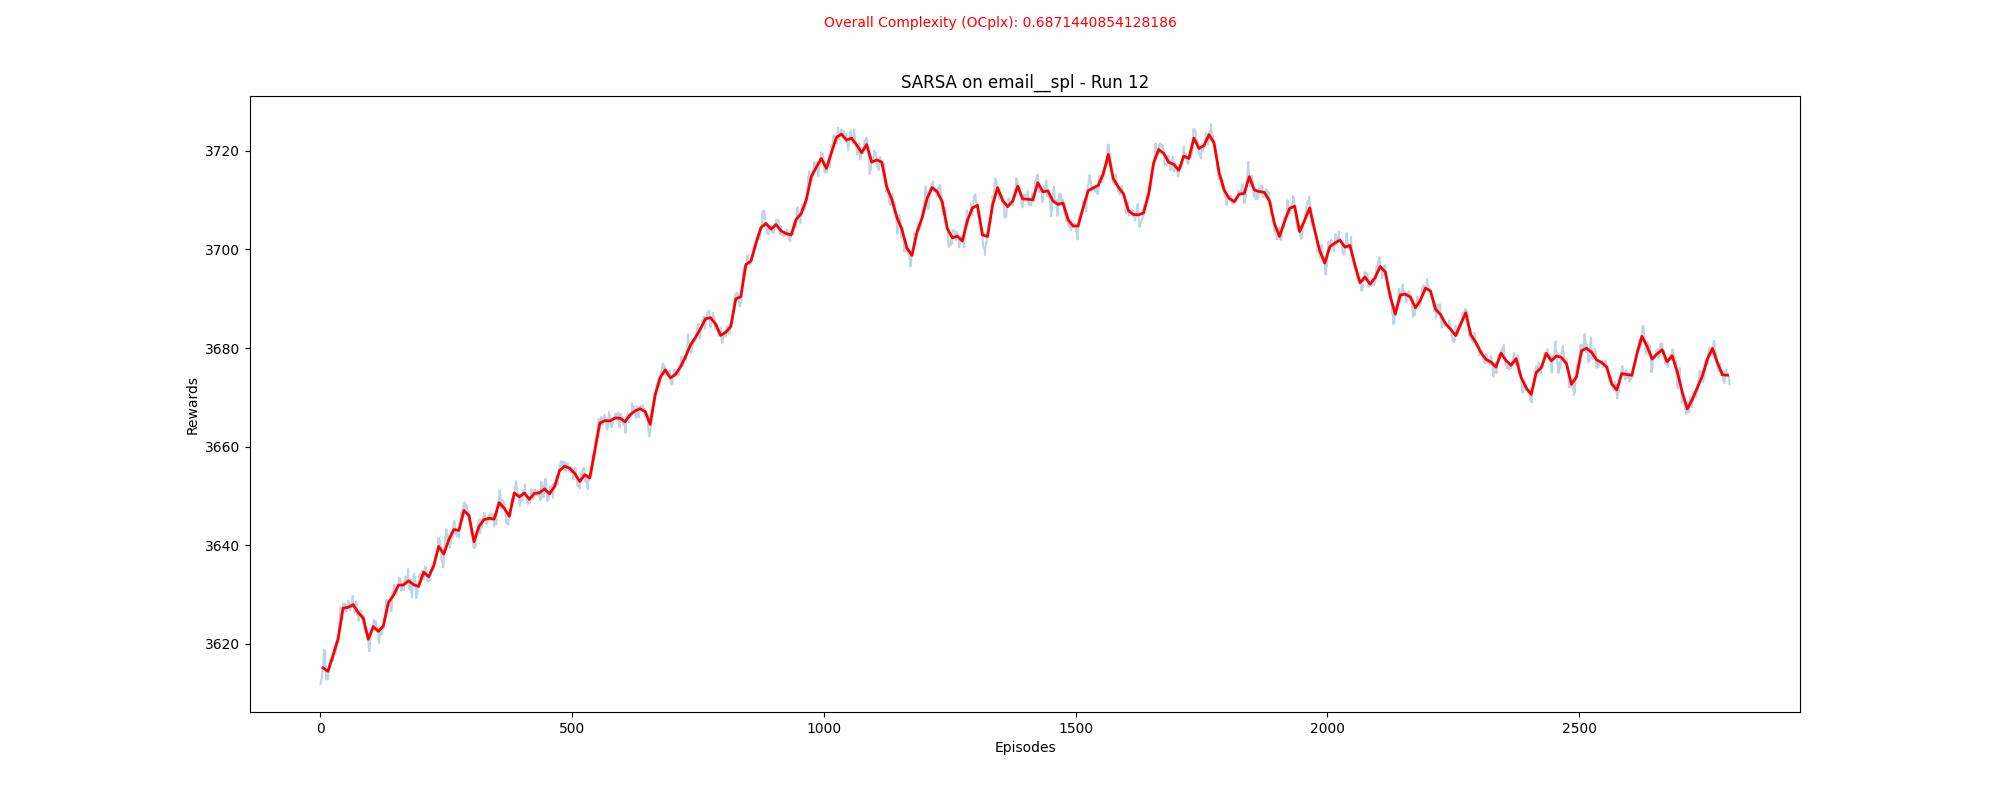 Overall Complexity (OCplx): 0.6871440854128186
SARSA on email__spl - Run 12
3720
3700
3680
3660
3640
3620
Rewards
0 500 1000 1500 2000 2500
Episodes